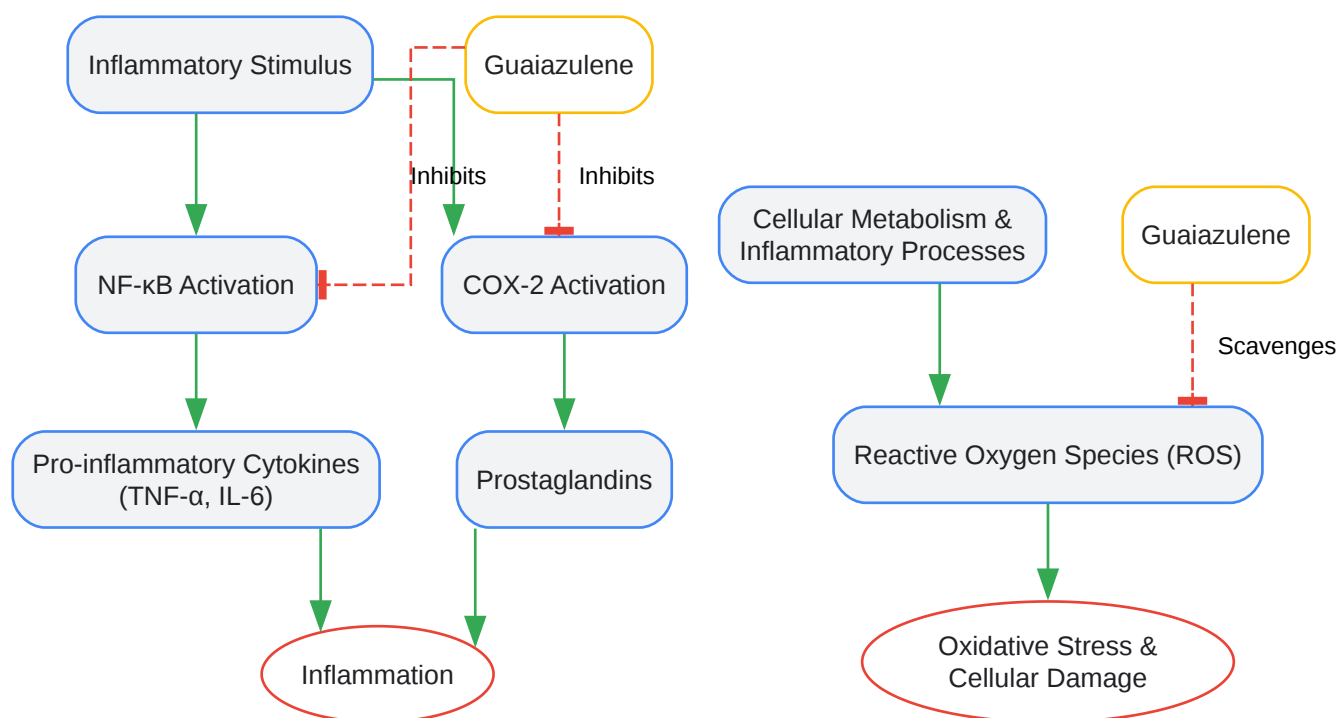 Inflammatory Stimulus
Guaiazulene
Inhibits
Inhibits
NF-κB Activation
COX-2 Activation
Pro-inflammatory Cytokines
(TNF-α, IL-6)
Prostaglandins
Inflammation
Cellular Metabolism &
Inflammatory Processes
Guaiazulene
Scavenges
Reactive Oxygen Species (ROS)
Oxidative Stress &
Cellular Damage